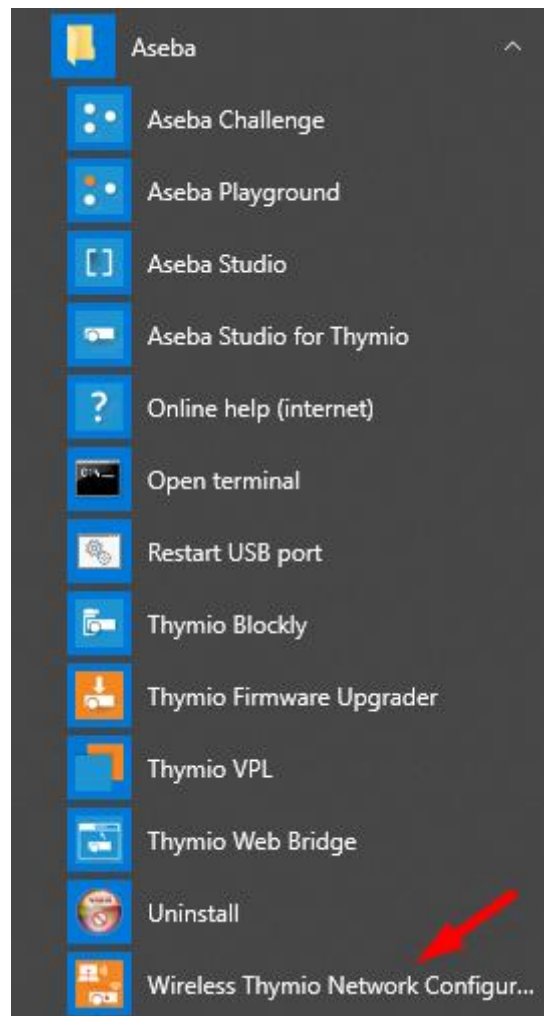 Aseba
Aseba Challenge
Aseba Playground
Aseba Studio
Aseba Studio for Thymio
Online help (internet)
Open terminal
Restart USB port
Thymio Blockly
Thymio Firmware Upgrader
Thymio VPL
Thymio Web Bridge
Uninstall
Wireless Thymio Network Configur...